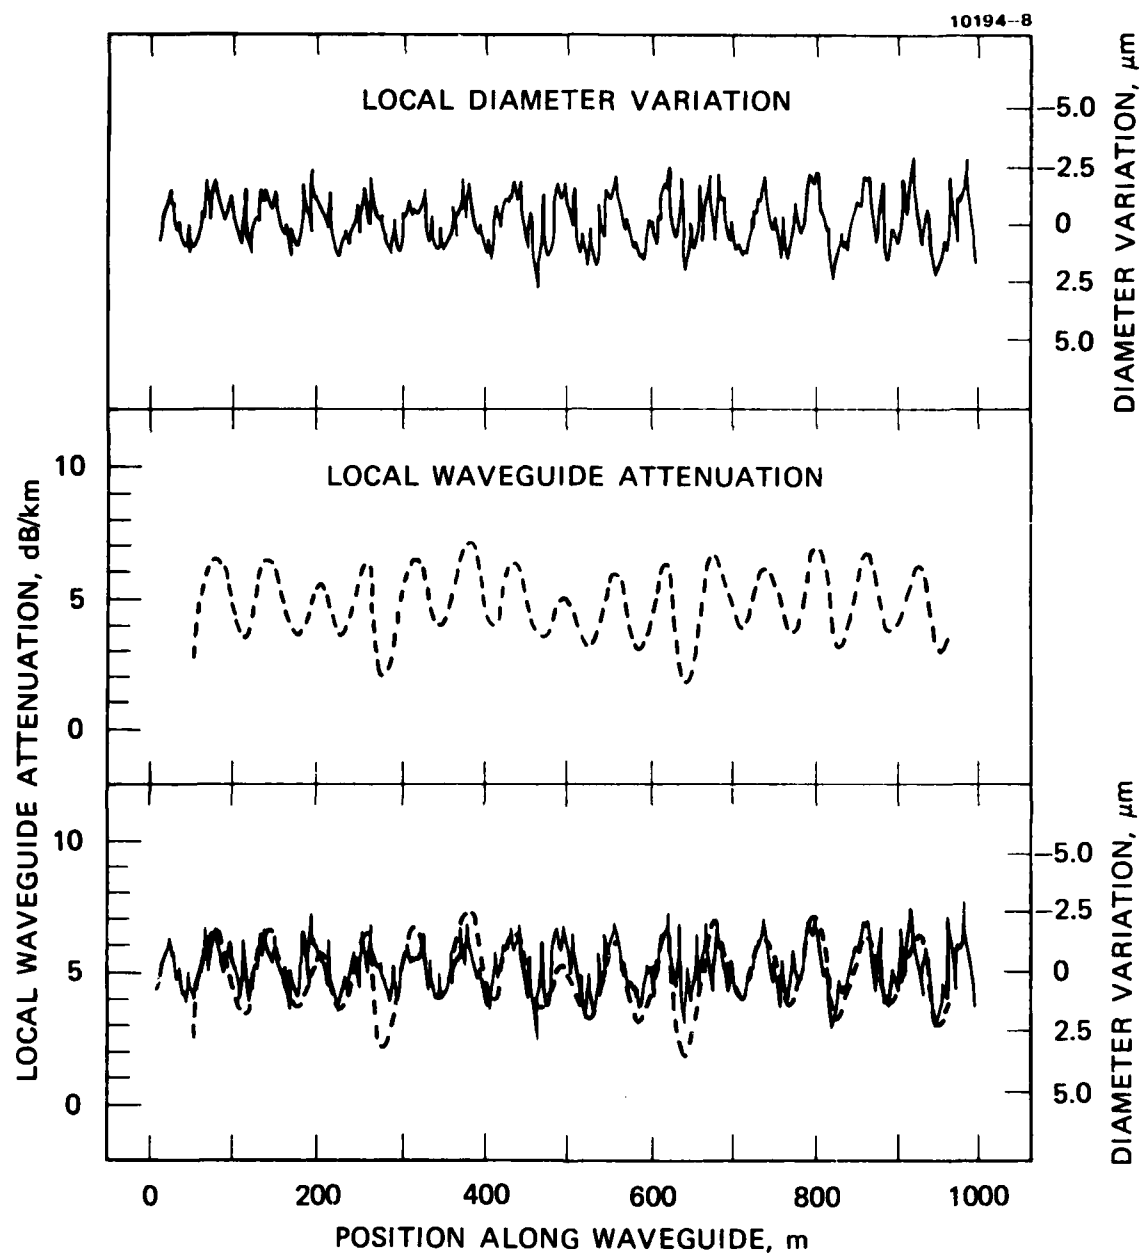 10194--8
LOCAL DIAMETER VARIATION
-5.0
-2.5
0
2.5
5.0
DIAMETER VARIATION, μm
LOCAL WAVEGUIDE ATTENUATION
10
5
0
LOCAL WAVEGUIDE ATTENUATION, dB/km
10
5
0
-5.0
-2.5
0
2.5
5.0
DIAMETER VARIATION, μm
0 200 400 600 800 1000
POSITION ALONG WAVEGUIDE, m